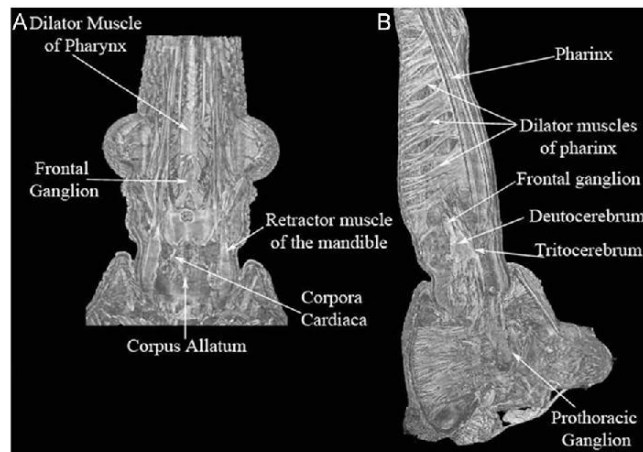 A
Dilator Muscle
of Pharynx
Frontal
Ganglion
Retractor muscle
of the mandible
Corpora
Cardiaca
Corpus Allatum
B
Pharinx
Dilator muscles
of pharinx
Frontal ganglion
Deutocerebrum
Tritocerebrum
Prothoracic
Ganglion